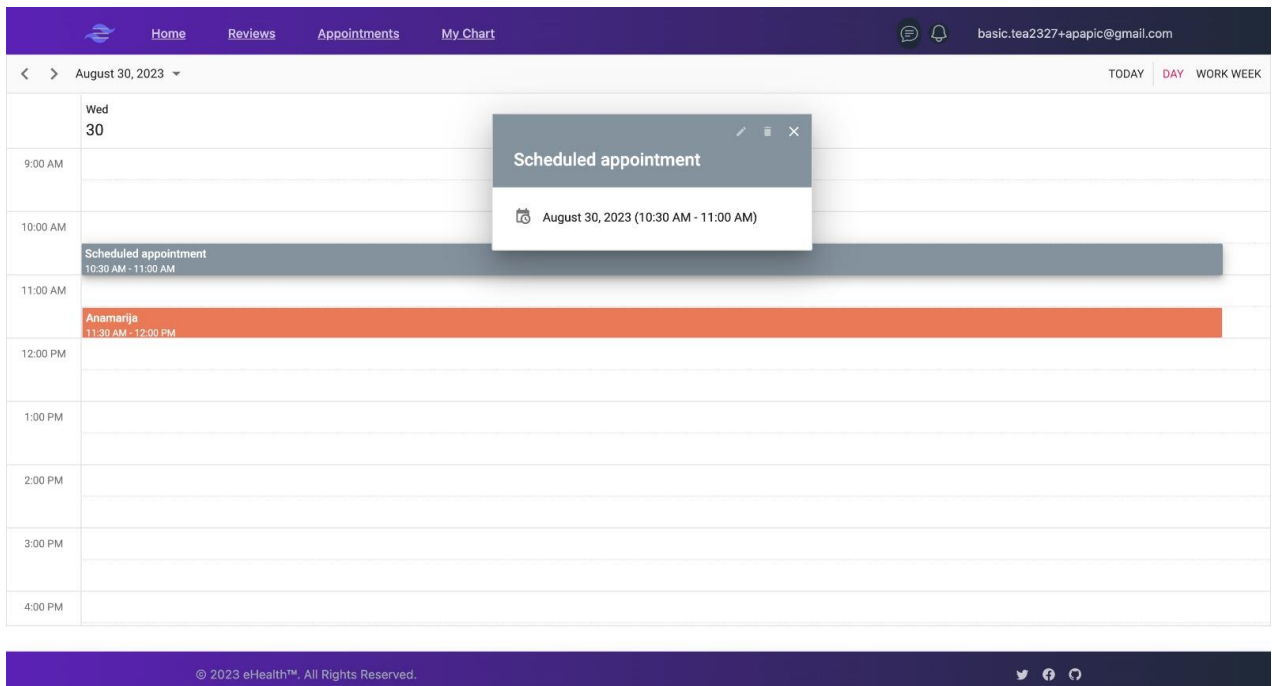 Home Reviews Appointments My Chart basic.tea2327+apapic@gmail.com
August 30, 2023 TODAY DAY WORK WEEK
Wed
30
Scheduled appointment
August 30, 2023 (10:30 AM - 11:00 AM)
9:00 AM
10:00 AM
Scheduled appointment
10:30 AM - 11:00 AM
11:00 AM
Anamarija
11:30 AM - 12:00 PM
12:00 PM
1:00 PM
2:00 PM
3:00 PM
4:00 PM
© 2023 eHealth™. All Rights Reserved.